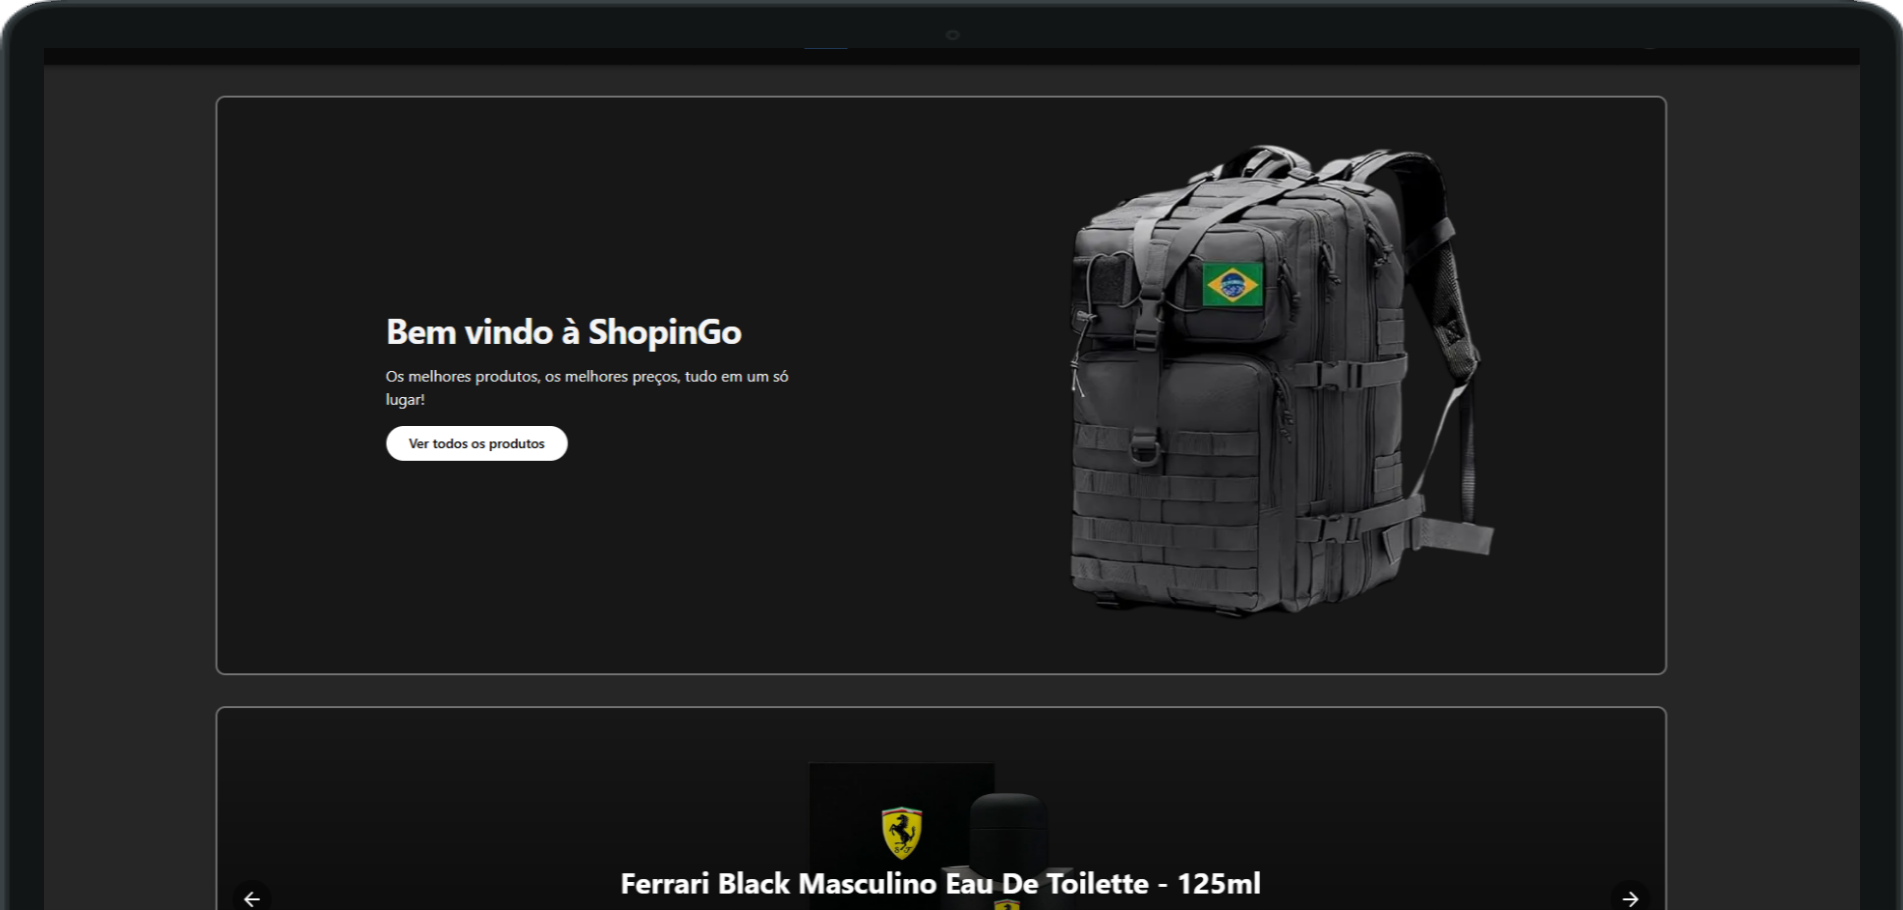 Bem vindo à ShopinGo
Os melhores produtos, os melhores preços, tudo em um só
lugar!
Ver todos os produtos
Ferrari Black Masculino Eau De Toilette - 125ml